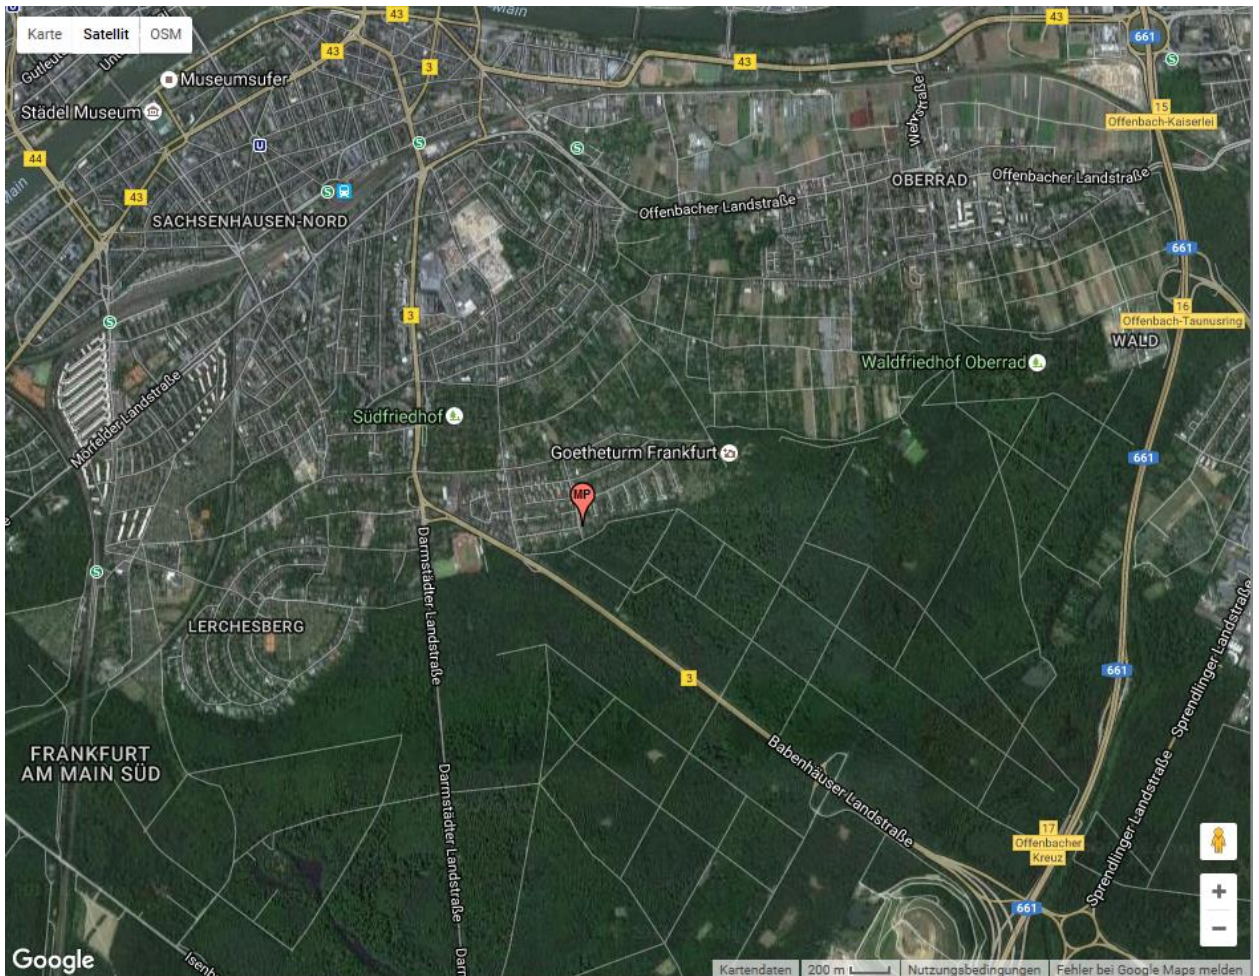 Main
43
43
Karte
Satellit
OSM
661
43
3
43
Museumsufer
Städel Museum
15
Offenbach-Kaiserlei
Wehrstraße
44
OBERRAD
Offenbacher Landstraße
43
Main
Offenbacher Landstraße
SACHSENHAUSEN-NORD
661
16
Offenbach-Taunusring
3
WALD
Waldfriedhof Oberrad
Mörfelder Landstraße
Südfriedhof
Goetheturm Frankfurt
661
MP
Darmstädter Landstraße
LERCHESBERG
Sprendlinger Landstraße
661
3
FRANKFURT
AM MAIN SÜD
Babenhäuser Landstraße
Darmstädter Landstraße
Sprendlinger Landstraße
17
Offenbacher
Kreuz
661
Google
Kartendaten
200 m
Nutzungsbedingungen
Fehler bei Google Maps melden